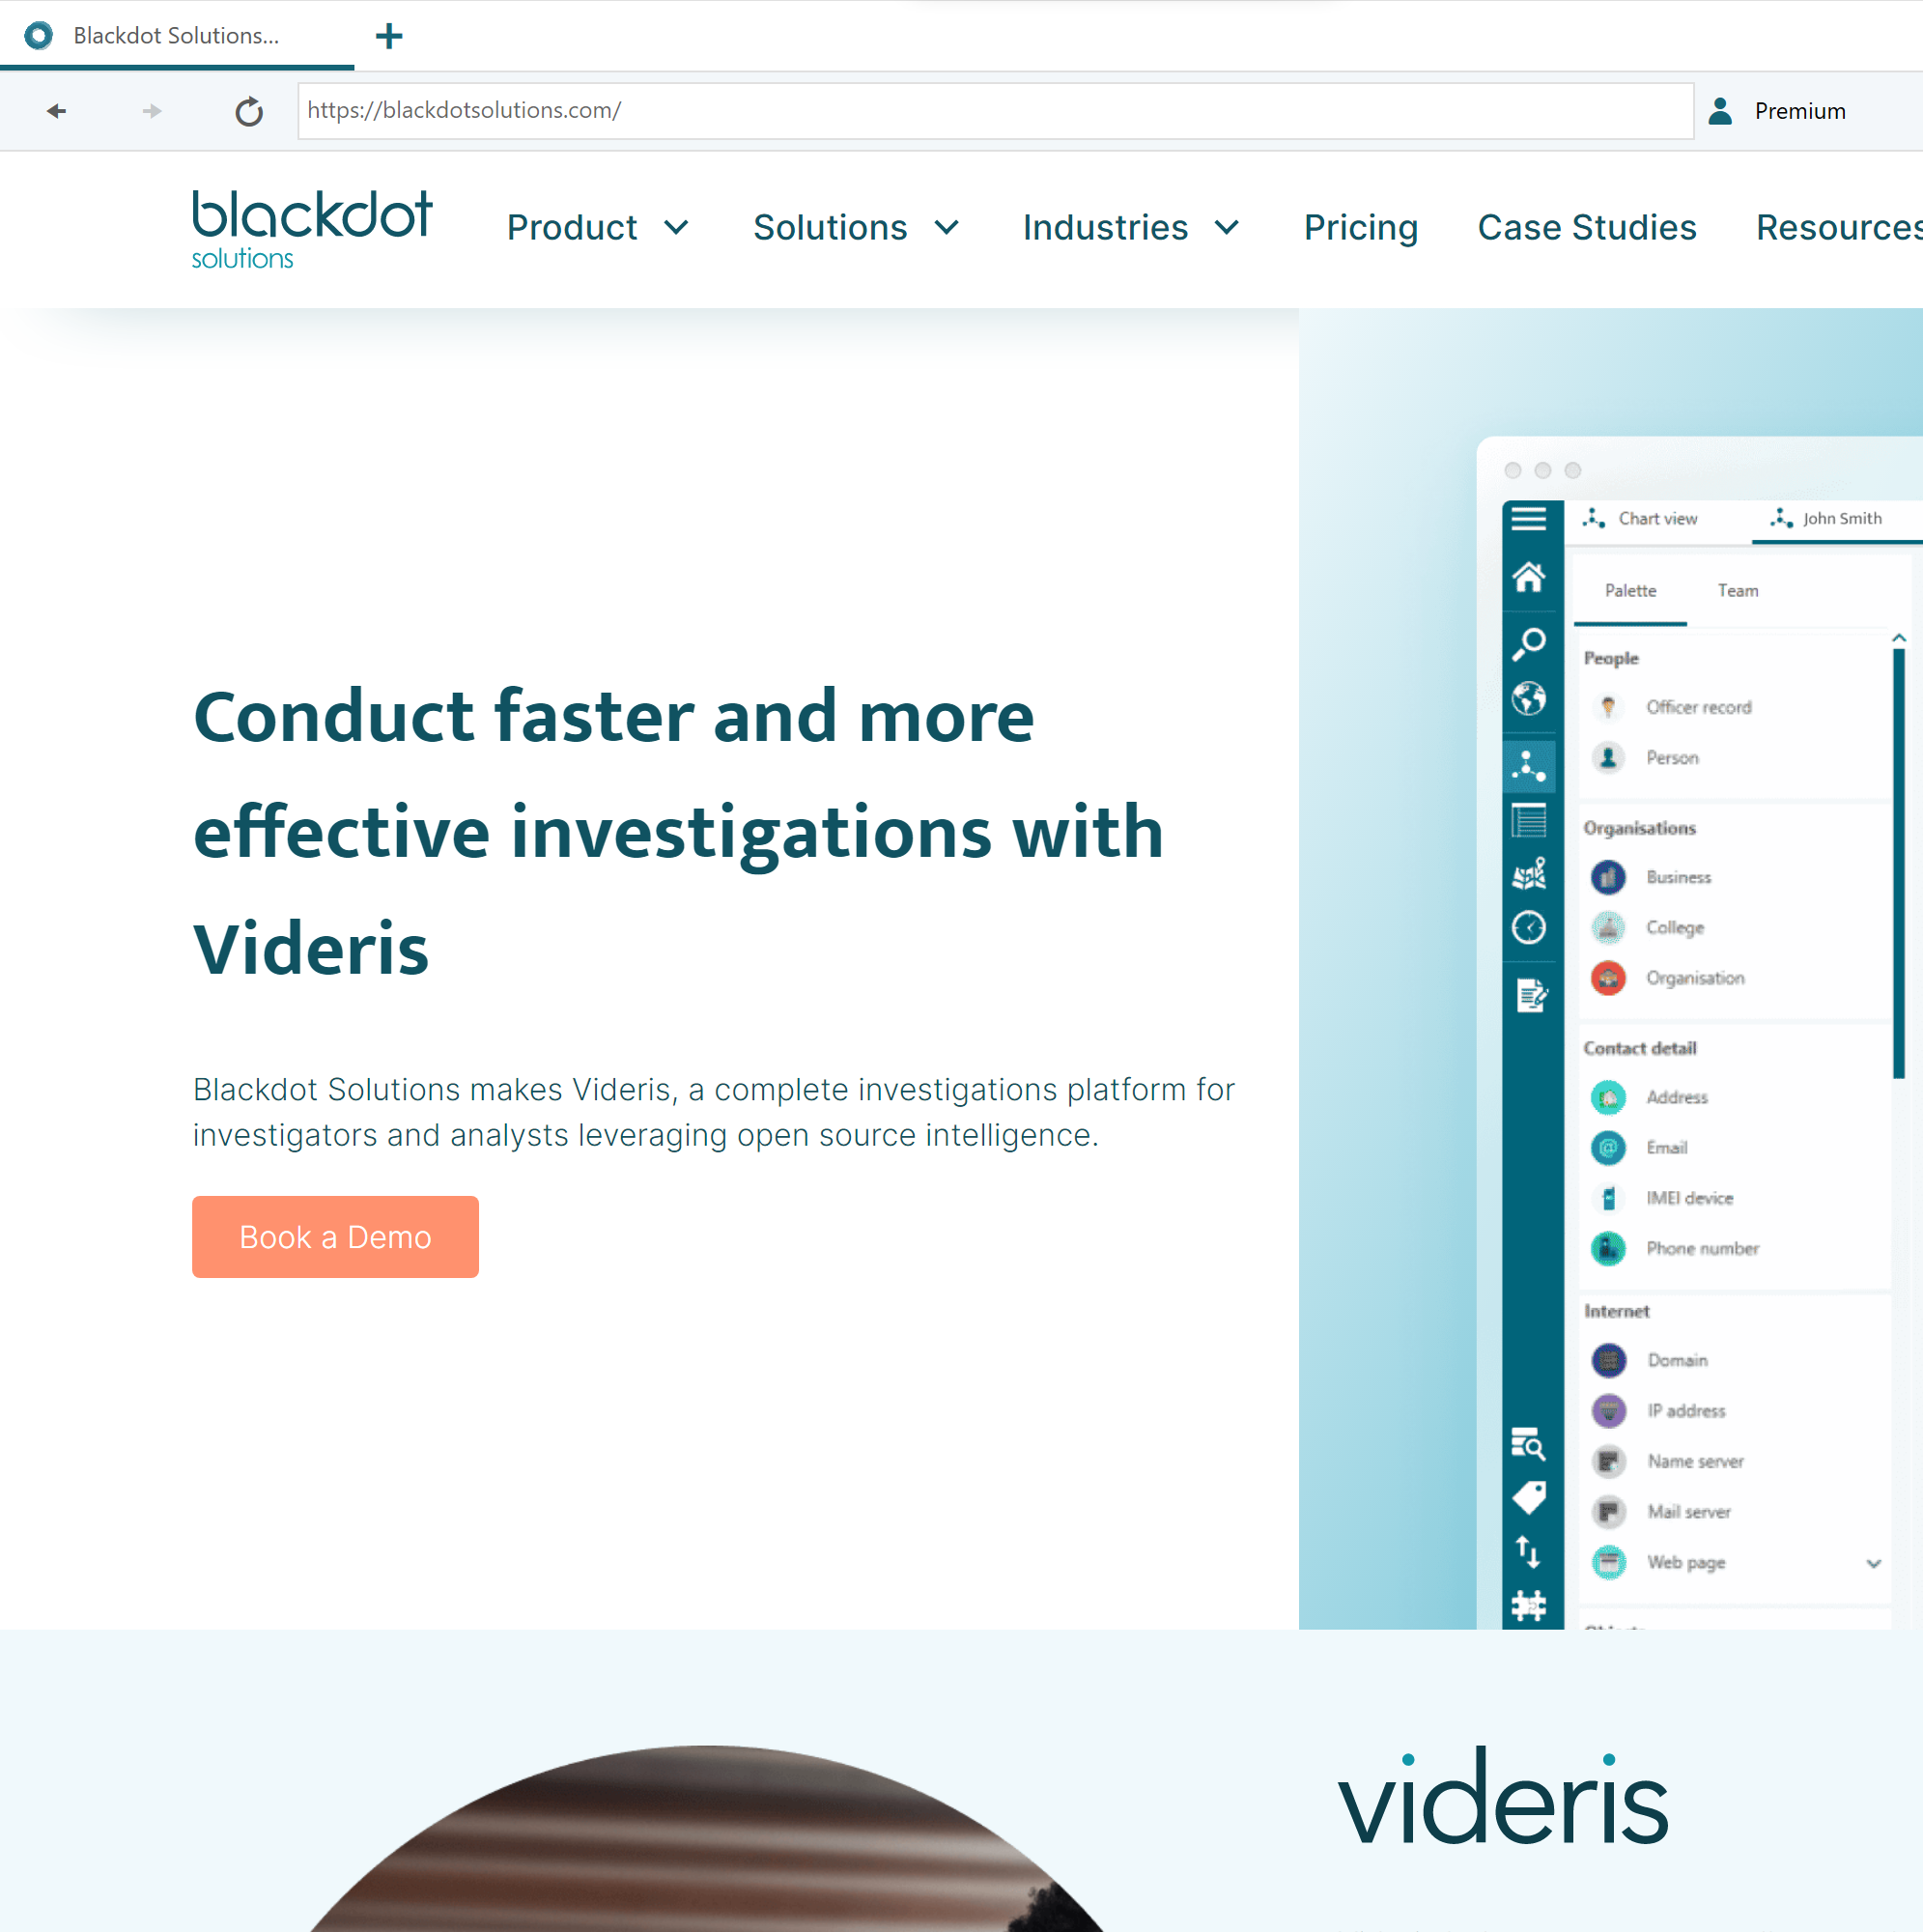 Blackdot Solutions...
https://blackdotsolutions.com/
Premium
blackdot
solutions
Product
Solutions
Industries
Pricing
Case Studies
Resources
Conduct faster and more
effective investigations with
Videris
Blackdot Solutions makes Videris, a complete investigations platform for
investigators and analysts leveraging open source intelligence.
Book a Demo
Chart view
John Smith
Palette
Team
People
Officer record
Person
Organisations
Business
College
Organisation
Contact detail
Address
Email
IMEI device
Phone number
Internet
Domain
IP address
Name server
Mail server
Web page
videris